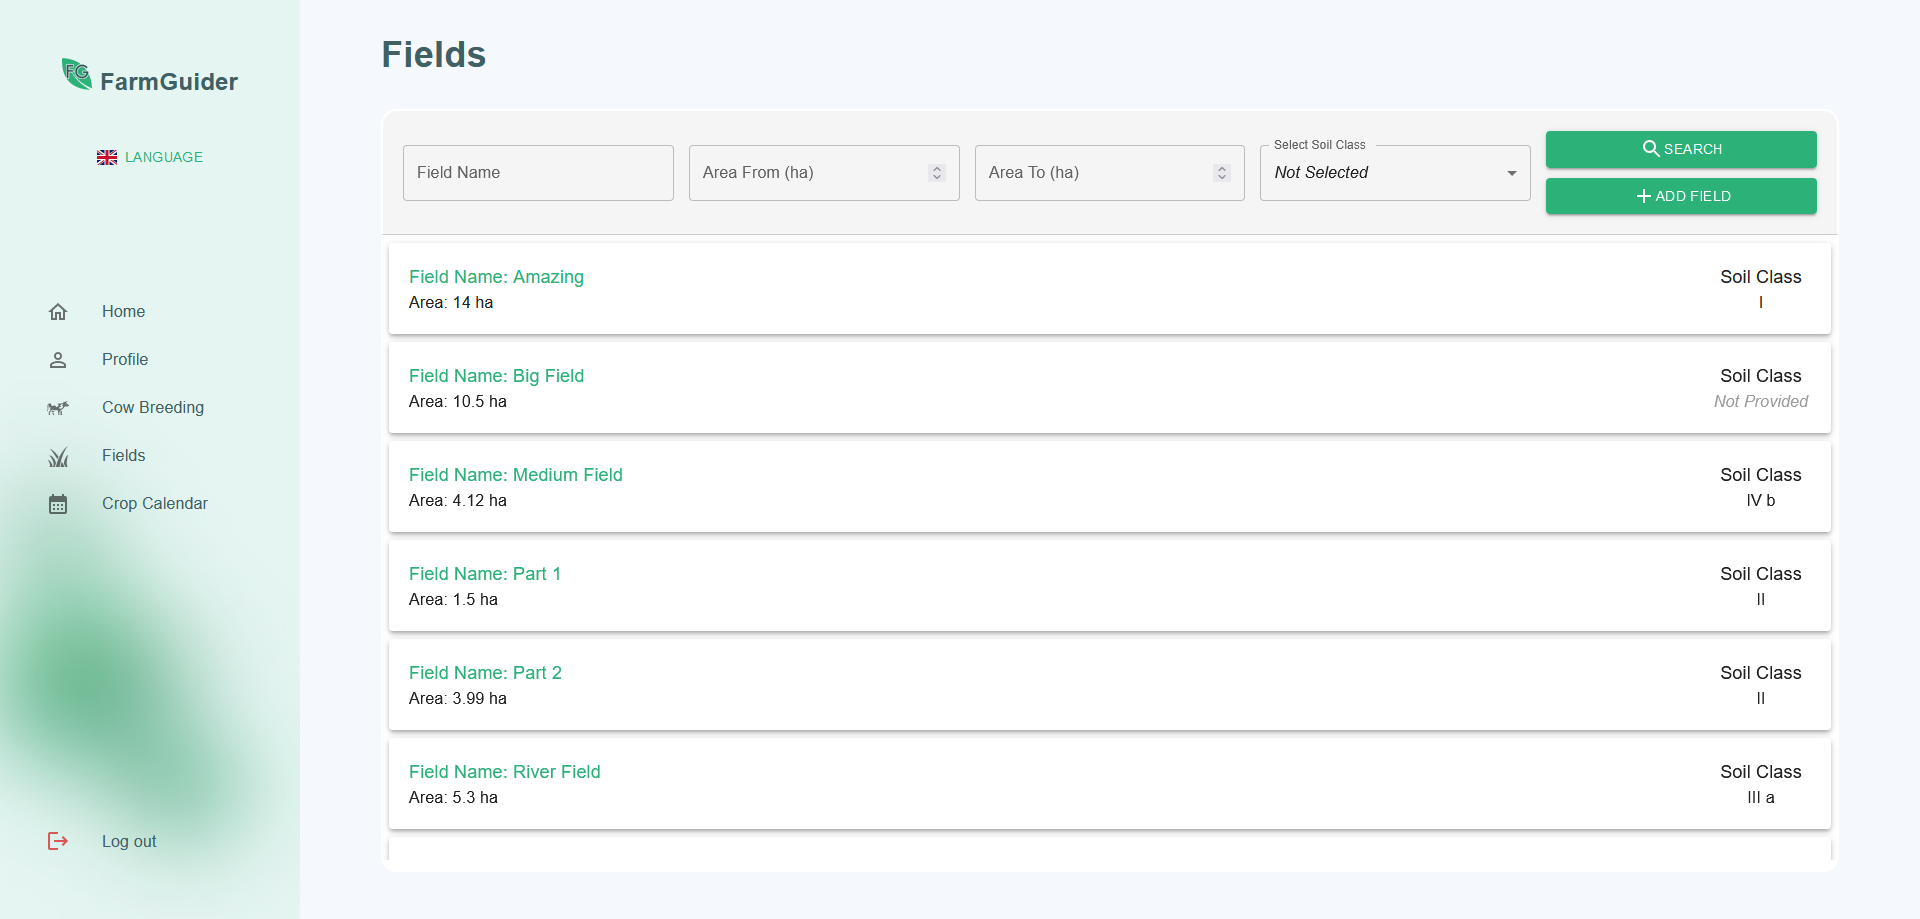 FG FarmGuider
LANGUAGE
Home
Profile
Cow Breeding
Fields
Crop Calendar
Log out
Fields
Field Name
Area From (ha)
Area To (ha)
Select Soil Class
Not Selected
SEARCH
ADD FIELD
Field Name: Amazing
Area: 14 ha
Soil Class
I
Field Name: Big Field
Area: 10.5 ha
Soil Class
Not Provided
Field Name: Medium Field
Area: 4.12 ha
Soil Class
IV b
Field Name: Part 1
Area: 1.5 ha
Soil Class
II
Field Name: Part 2
Area: 3.99 ha
Soil Class
II
Field Name: River Field
Area: 5.3 ha
Soil Class
III a